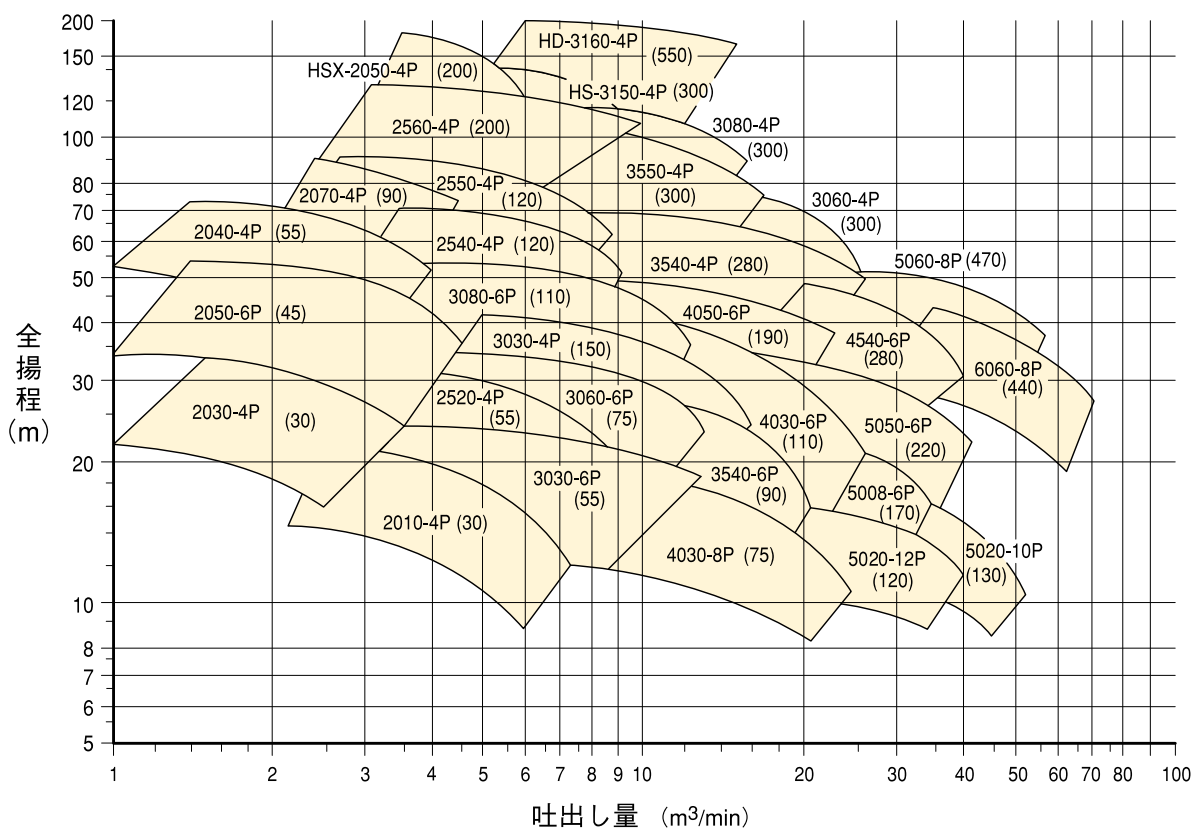 200
150
120
100
80
70
60
50
40
30
20
10
8
7
6
5
全揚程
（m）
HD-3160-4P
(550)
HSX-2050-4P (200)
HS-3150-4P (300)
2560-4P (200)
3080-4P
(300)
3550-4P
(300)
2550-4P
(120)
2070-4P (90)
3060-4P
(300)
2040-4P (55)
2540-4P (120)
3540-4P (280)
5060-8P (470)
3080-6P (110)
2050-6P (45)
4050-6P
(190)
3030-4P
(150)
4540-6P
(280)
6060-8P
(440)
2520-4P
(55)
3060-6P
(75)
2030-4P (30)
4030-6P
(110)
5050-6P
(220)
3030-6P
(55)
3540-6P
(90)
5008-6P
(170)
2010-4P (30)
4030-8P (75)
5020-12P
(120)
5020-10P
(130)
1 2 3 4 5 6 7 8 9 10 20 30 40 50 60 70 80 100
吐出し量 （m³/min）